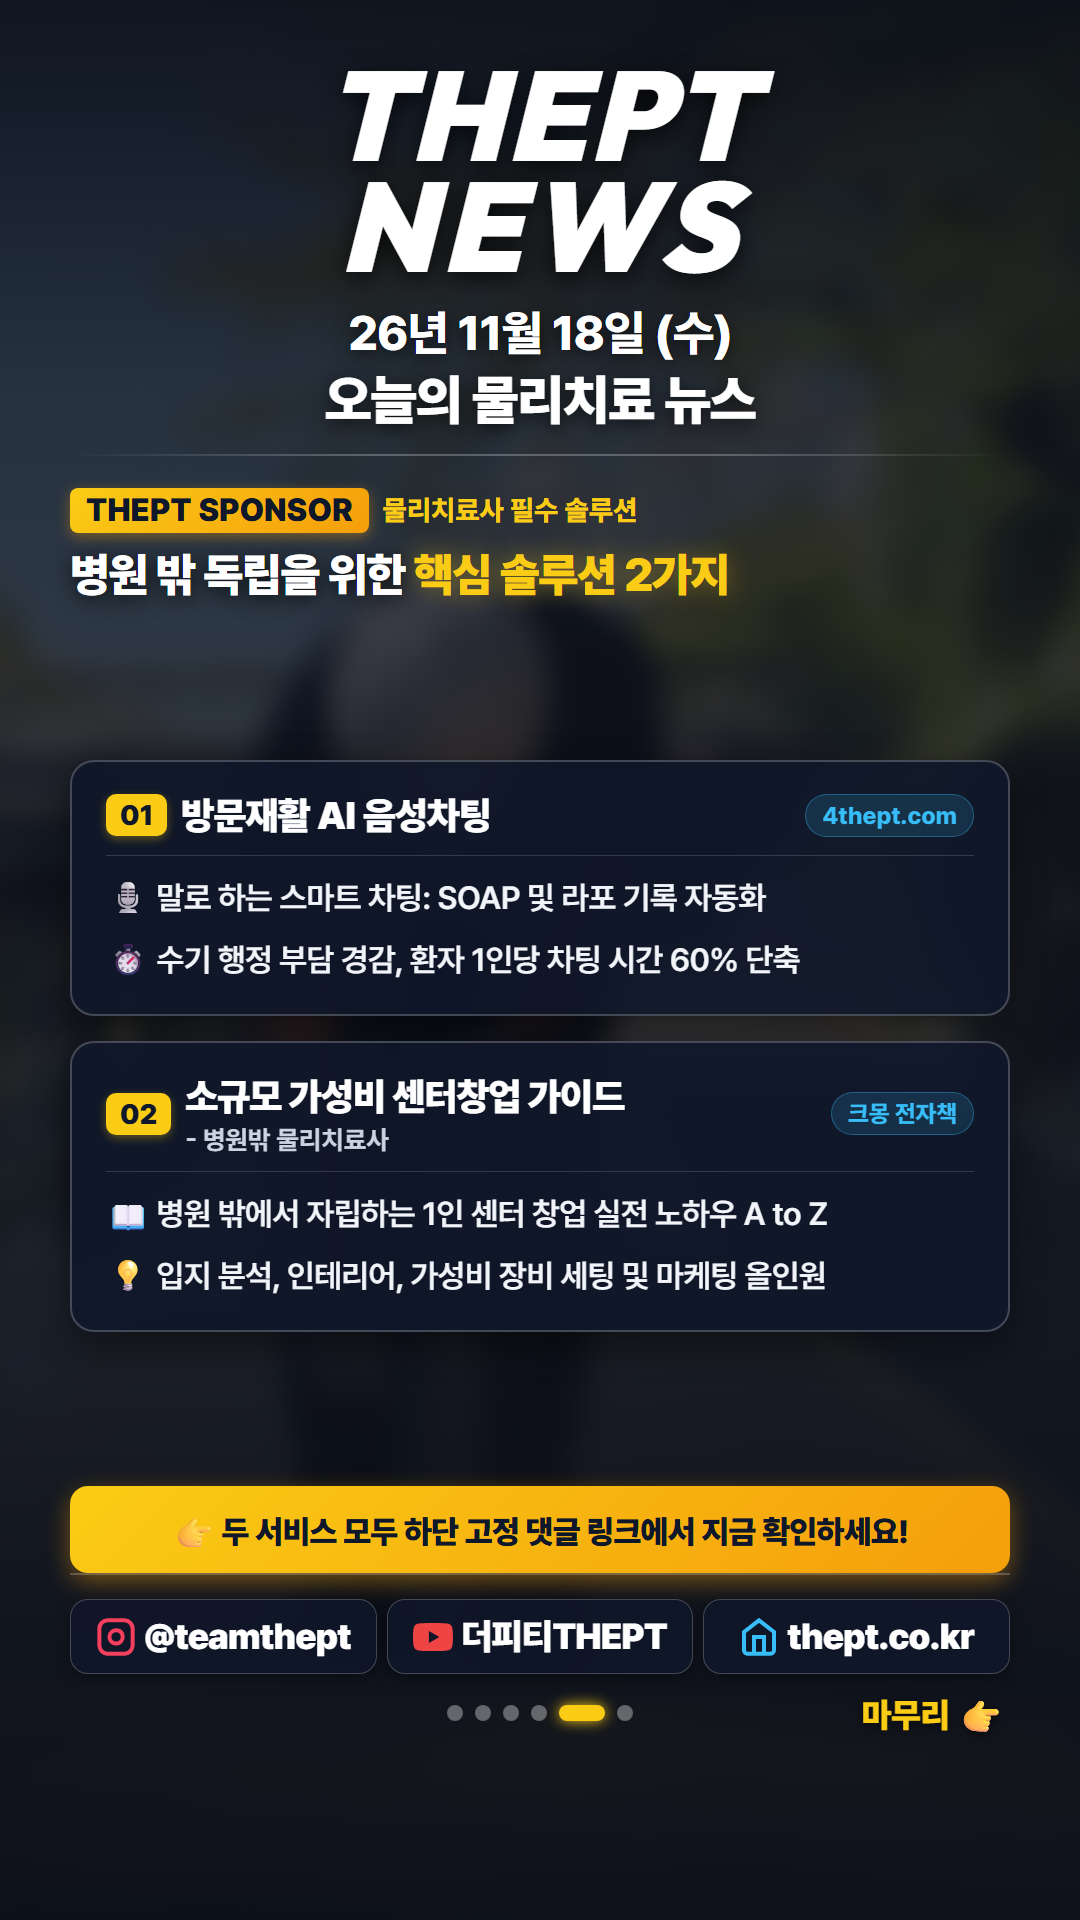 THEPT
NEWS
26년 11월 18일 (수)
오늘의 물리치료 뉴스
THEPT SPONSOR 물리치료사 필수 솔루션
병원 밖 독립을 위한 핵심 솔루션 2가지
01 방문재활 AI 음성차팅 4thept.com
🎙️ 말로 하는 스마트 차팅: SOAP 및 라포 기록 자동화
⏱️ 수기 행정 부담 경감, 환자 1인당 차팅 시간 60% 단축
02 소규모 가성비 센터창업 가이드 크몽 전자책
- 병원밖 물리치료사
📖 병원 밖에서 자립하는 1인 센터 창업 실전 노하우 A to Z
💡 입지 분석, 인테리어, 가성비 장비 세팅 및 마케팅 올인원
👉 두 서비스 모두 하단 고정 댓글 링크에서 지금 확인하세요!
@teamthept 더피티THEPT thept.co.kr
마무리 👉